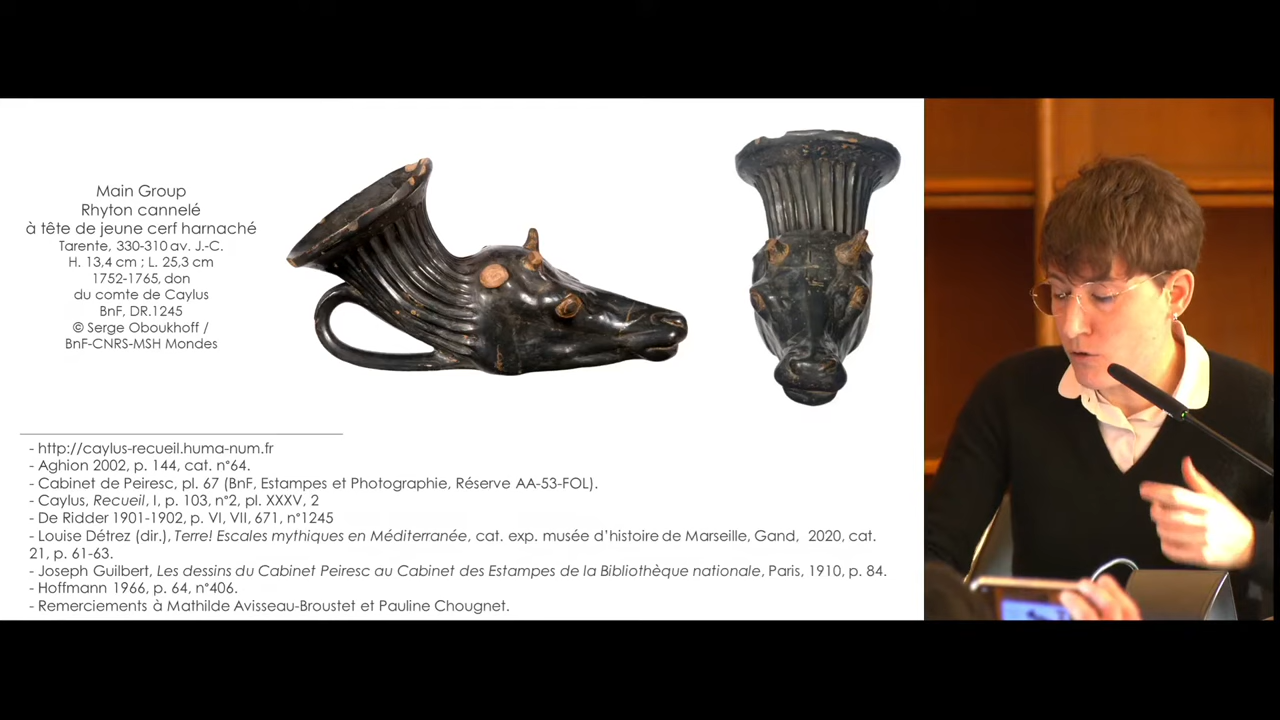 Main Group
Rhyton cannelé
à tête de jeune cerf harnaché
Tarente, 330-310 av. J.-C.
H. 13,4 cm ; L. 25,3 cm
1752-1765, don
du comte de Caylus
BnF, DR.1245
© Serge Oboukhoff /
BnF-CNRS-MSH Mondes
- http://caylus-recueil.huma-num.fr
- Aghion 2002, p. 144, cat. n°64.
- Cabinet de Peiresc, pl. 67 (BnF, Estampes et Photographie, Réserve AA-53-FOL).
- Caylus, Recueil, I, p. 103, n°2, pl. XXXV, 2
- De Ridder 1901-1902, p. VI, VII, 671, n°1245
- Louise Détrez (dir.), Terre! Escales mythiques en Méditerranée, cat. exp. musée d'histoire de Marseille, Gand, 2020, cat.
21, p. 61-63.
- Joseph Guilbert, Les dessins du Cabinet Peiresc au Cabinet des Estampes de la Bibliothèque nationale, Paris, 1910, p. 84.
- Hoffmann 1966, p. 64, n°406.
- Remerciements à Mathilde Avisseau-Broustet et Pauline Chougnet.